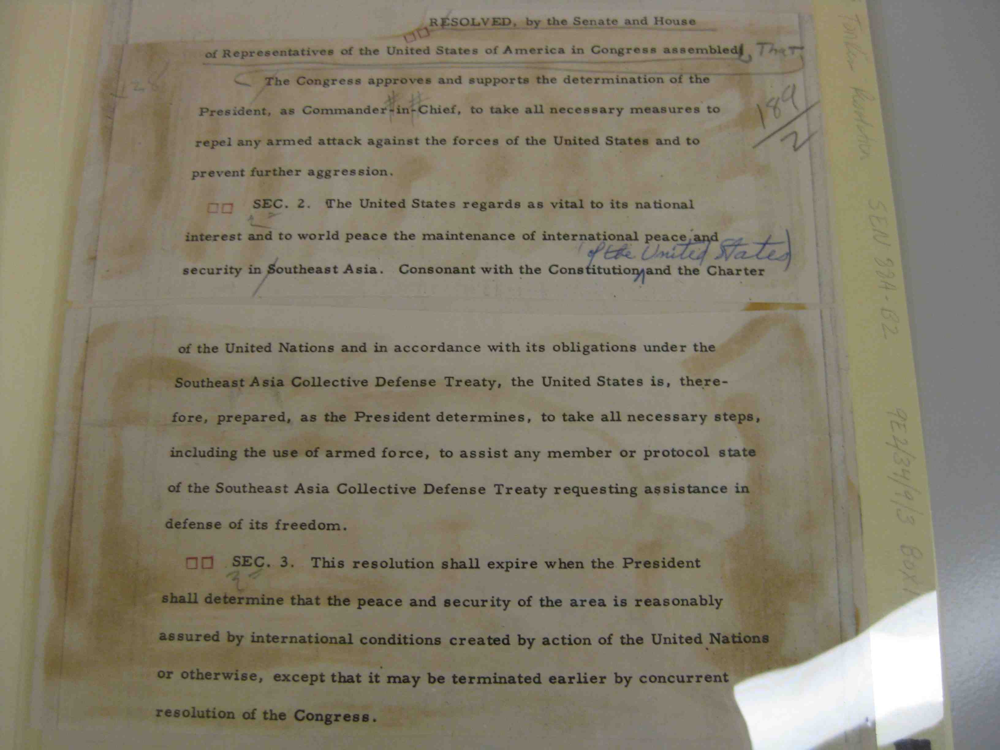 RESOLVED, by the Senate and House
of Representatives of the United States of America in Congress assembled, That
The Congress approves and supports the determination of the
128
President, as Commander-in-Chief, to take all necessary measures to
189/2
repel any armed attack against the forces of the United States and to
prevent further aggression.
SEC. 2. The United States regards as vital to its national
interest and to world peace the maintenance of international peace and
of the United States
security in Southeast Asia. Consonant with the Constitution and the Charter
of the United Nations and in accordance with its obligations under the
Southeast Asia Collective Defense Treaty, the United States is, there-
fore, prepared, as the President determines, to take all necessary steps,
including the use of armed force, to assist any member or protocol state
of the Southeast Asia Collective Defense Treaty requesting assistance in
defense of its freedom.
SEC. 3. This resolution shall expire when the President
shall determine that the peace and security of the area is reasonably
assured by international conditions created by action of the United Nations
or otherwise, except that it may be terminated earlier by concurrent
resolution of the Congress.
Tonkin Resolution SEN 88A-B2 9E2/34/9/3 Box 1